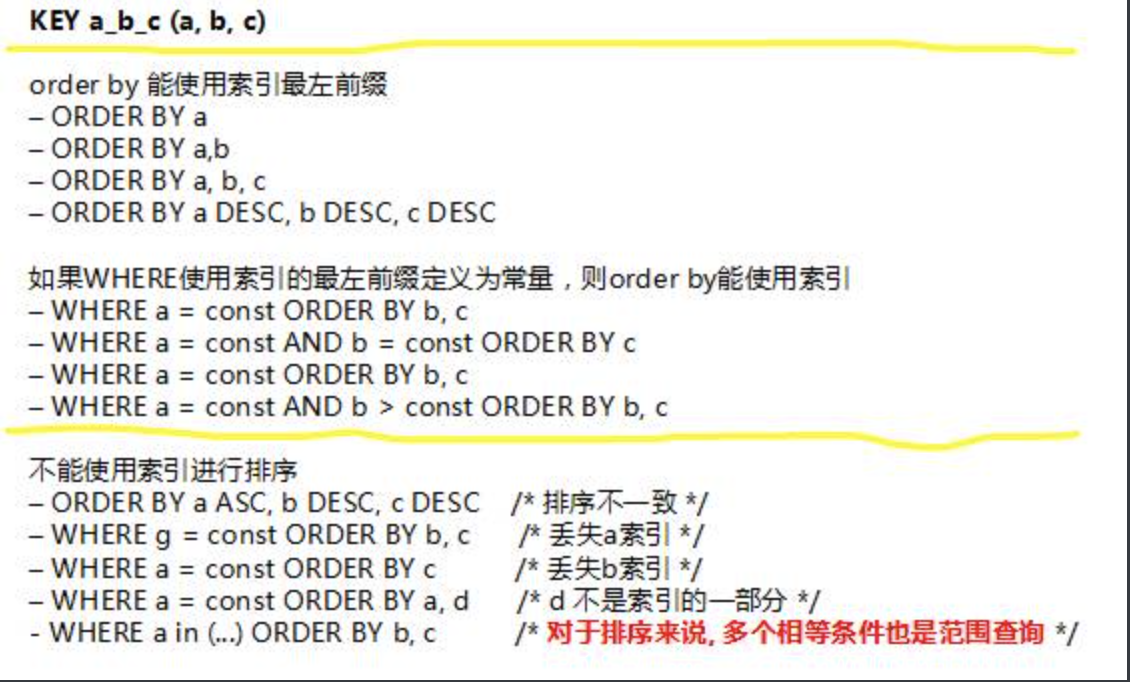 KEY a_b_c (a, b, c)
order by 能使用索引最左前缀
– ORDER BY a
– ORDER BY a,b
– ORDER BY a, b, c
– ORDER BY a DESC, b DESC, c DESC
如果WHERE使用索引的最左前缀定义为常量，则order by能使用索引
– WHERE a = const ORDER BY b, c
– WHERE a = const AND b = const ORDER BY c
– WHERE a = const ORDER BY b, c
– WHERE a = const AND b > const ORDER BY b, c
不能使用索引进行排序
– ORDER BY a ASC, b DESC, c DESC /* 排序不一致 */
– WHERE g = const ORDER BY b, c /* 丢失a索引 */
– WHERE a = const ORDER BY c /* 丢失b索引 */
– WHERE a = const ORDER BY a, d /* d 不是索引的一部分 */
- WHERE a in (...) ORDER BY b, c /* 对于排序来说, 多个相等条件也是范围查询 */